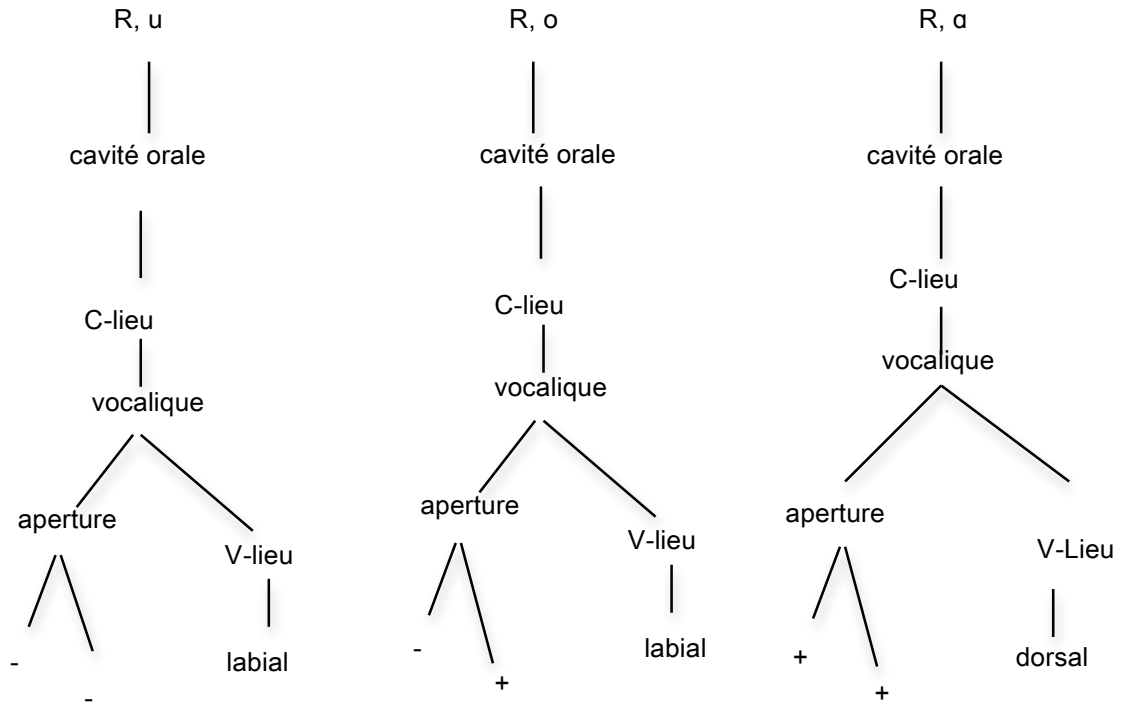 R, u
cavité orale
C-lieu
vocalique
aperture
V-lieu
-
-
labial
R, o
cavité orale
C-lieu
vocalique
aperture
V-lieu
-
+
labial
R, ɑ
cavité orale
C-lieu
vocalique
aperture
V-Lieu
+
+
dorsal